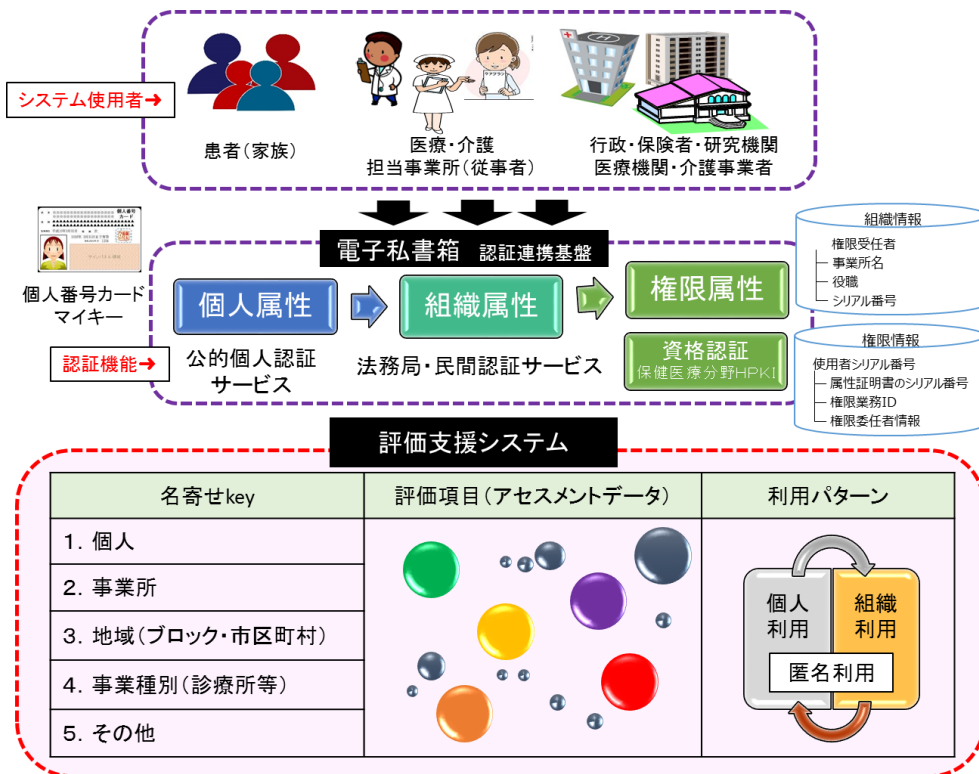 システム使用者→
患者(家族)
医療・介護
担当事業所(従事者)
行政・保険者・研究機関
医療機関・介護事業者
電子私書箱 認証連携基盤
個人番号カード
マイキー
認証機能→
個人属性
組織属性
権限属性
公的個人認証
サービス
法務局・民間認証サービス
資格認証
保健医療分野HPKI
組織情報
権限受任者
事業所名
役職
シリアル番号
権限情報
使用者シリアル番号
属性証明書のシリアル番号
権限業務ID
権限委任者情報
評価支援システム
名寄せkey
評価項目(アセスメントデータ)
利用パターン
1. 個人
2. 事業所
3. 地域(ブロック・市区町村)
4. 事業種別(診療所等)
5. その他
個人
利用
組織
利用
匿名利用